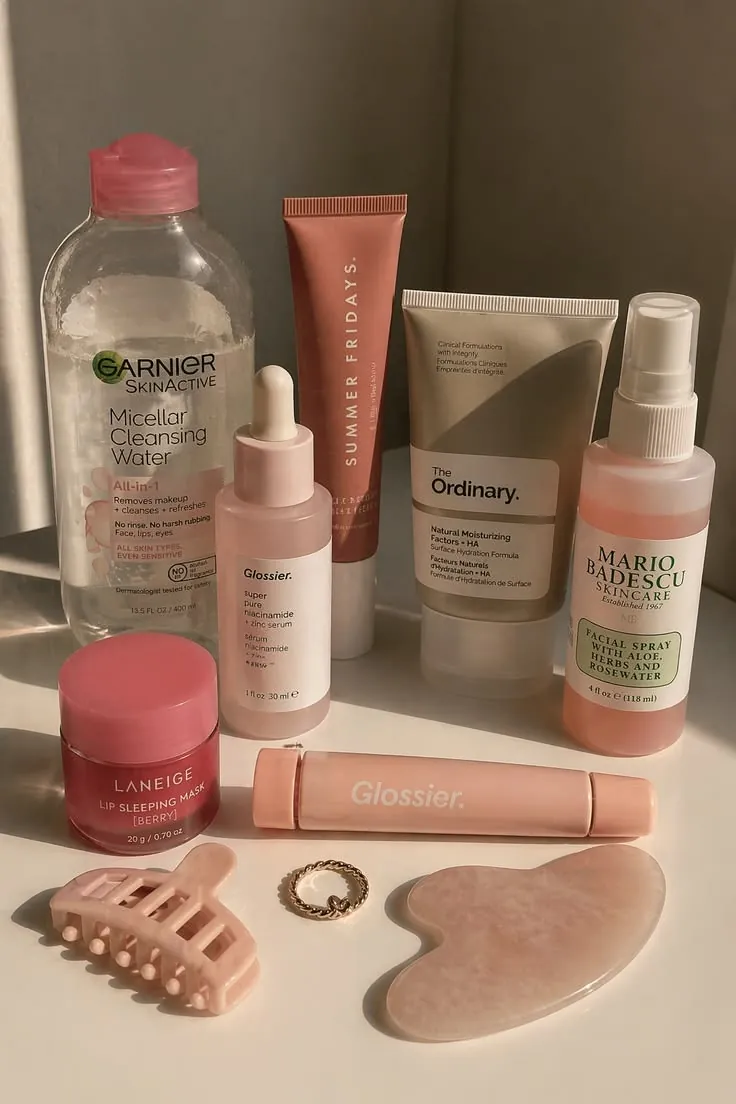 GARNIER
SKINACTIVE
Micellar
Cleansing
Water
All-in-1
Removes makeup
+ cleanses + refreshes
No rinse. No harsh rubbing
Face, lips, eyes
ALL SKIN TYPES,
EVEN SENSITIVE
NO
Dermatologist tested for
13.5 FL OZ / 400 ml
SUMMER FRIDAYS.
Clinical Formulations
with Integrity.
Formulations Cliniques
Empreintes d'intégrité.
The
Ordinary.
Natural Moisturizing
Factors + HA
Surface Hydration Formula
Facteurs Naturels
d'Hydratation + HA
Formule d'Hydratation de Surface
MARIO
BADESCU
SKINCARE
Established 1967
MB
FACIAL SPRAY
WITH ALOE,
HERBS AND
ROSEWATER
4 fl oz ℮ (118 ml)
Glossier.
super
pure
niacinamide
+ zinc serum
sérum
niacinamide
1 fl oz 30 ml ℮
LANEIGE
LIP SLEEPING MASK
[BERRY]
20 g / 0.70 oz
Glossier.